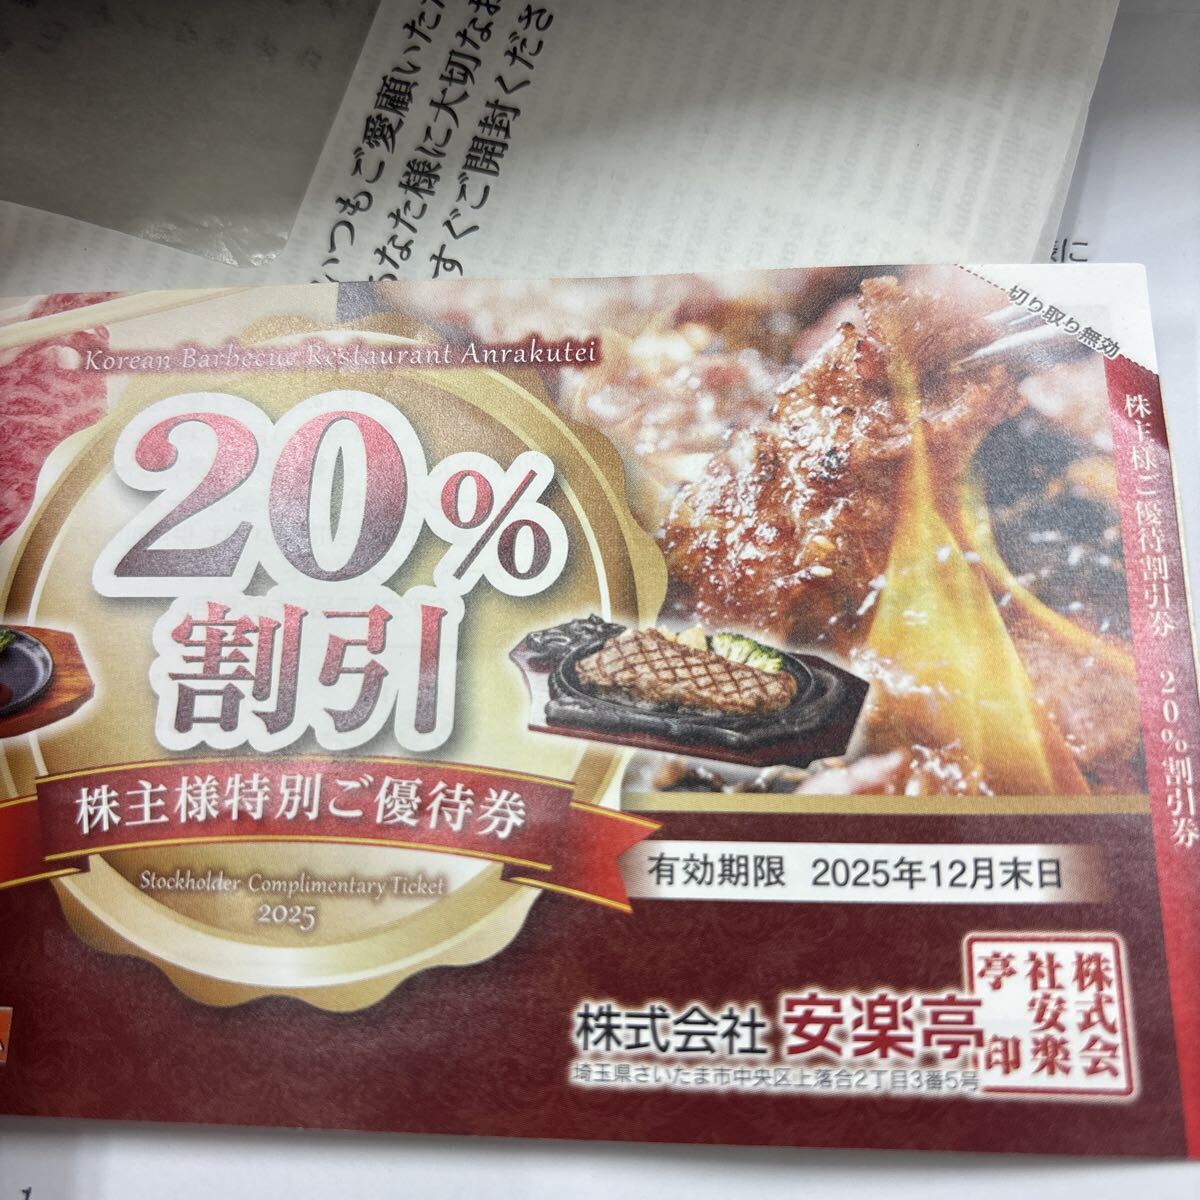 いつもご愛顧いただ
なた様に大切なお
すぐご開封くださ
に
切り取り無効
Korean Barbecue Restaurant Anrakutei
20%
割引
株主様特別ご優待券
Stockholder Complimentary Ticket
2025
株主様ご優待割引券 20%割引券
有効期限 2025年12月末日
株式会社 安楽亭
埼玉県さいたま市中央区上落合2丁目3番5号
株式会
社安楽
亭印